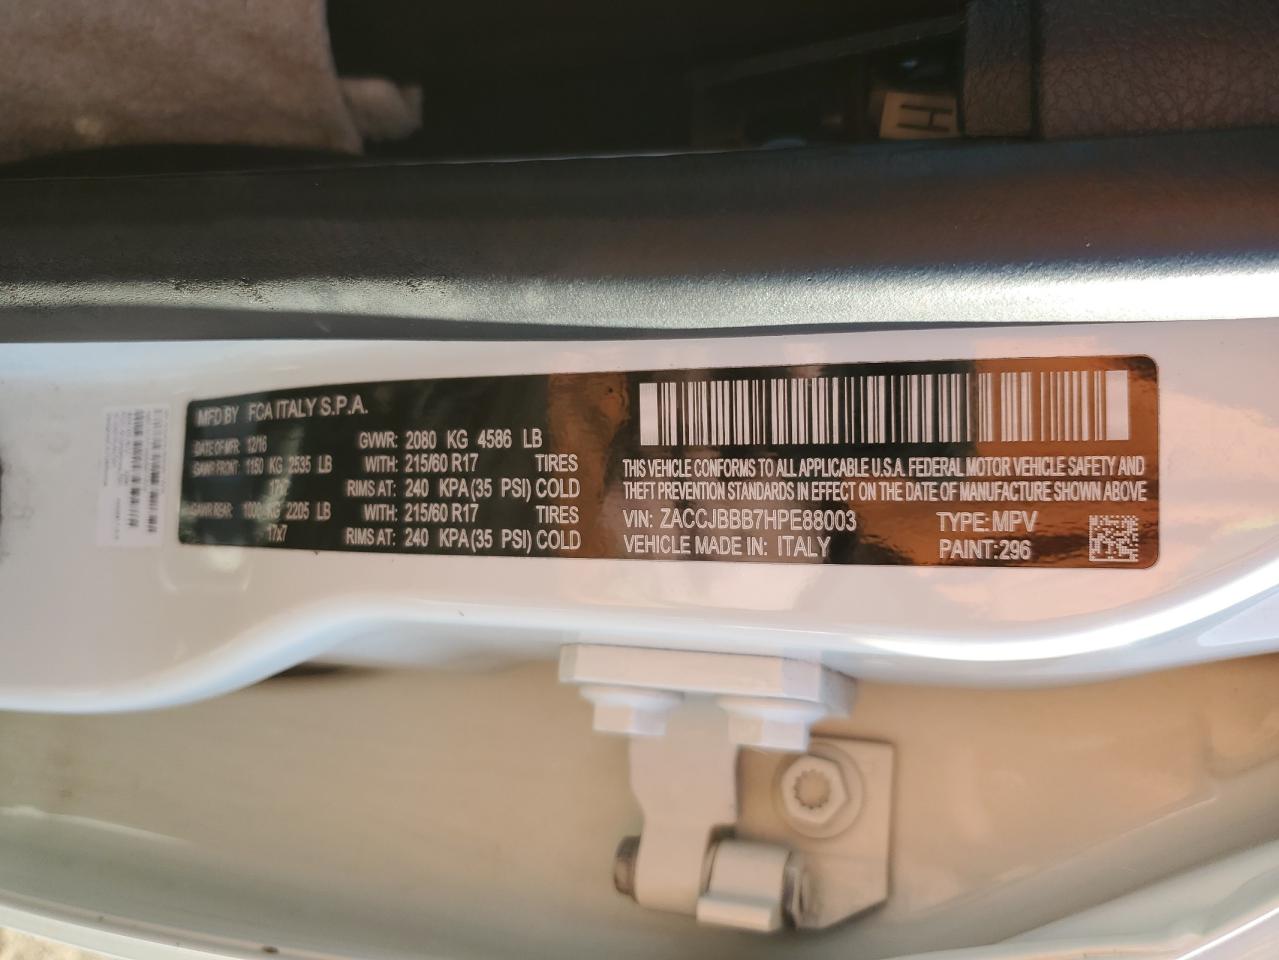 MFD BY FCA ITALY S.P.A.
DATE OF MFR 12/16 GVWR: 2080 KG 4586 LB
GAWR FRONT: 1150 KG 2535 LB WITH: 215/60 R17 TIRES
RIMS AT: 240 KPA (35 PSI) COLD
GAWR REAR: 1000 KG 2205 LB WITH: 215/60 R17 TIRES
17x7 RIMS AT: 240 KPA (35 PSI) COLD
THIS VEHICLE CONFORMS TO ALL APPLICABLE U.S.A. FEDERAL MOTOR VEHICLE SAFETY AND
THEFT PREVENTION STANDARDS IN EFFECT ON THE DATE OF MANUFACTURE SHOWN ABOVE
VIN: ZACCJBBB7HPE88003 TYPE: MPV
VEHICLE MADE IN: ITALY PAINT: 296
H